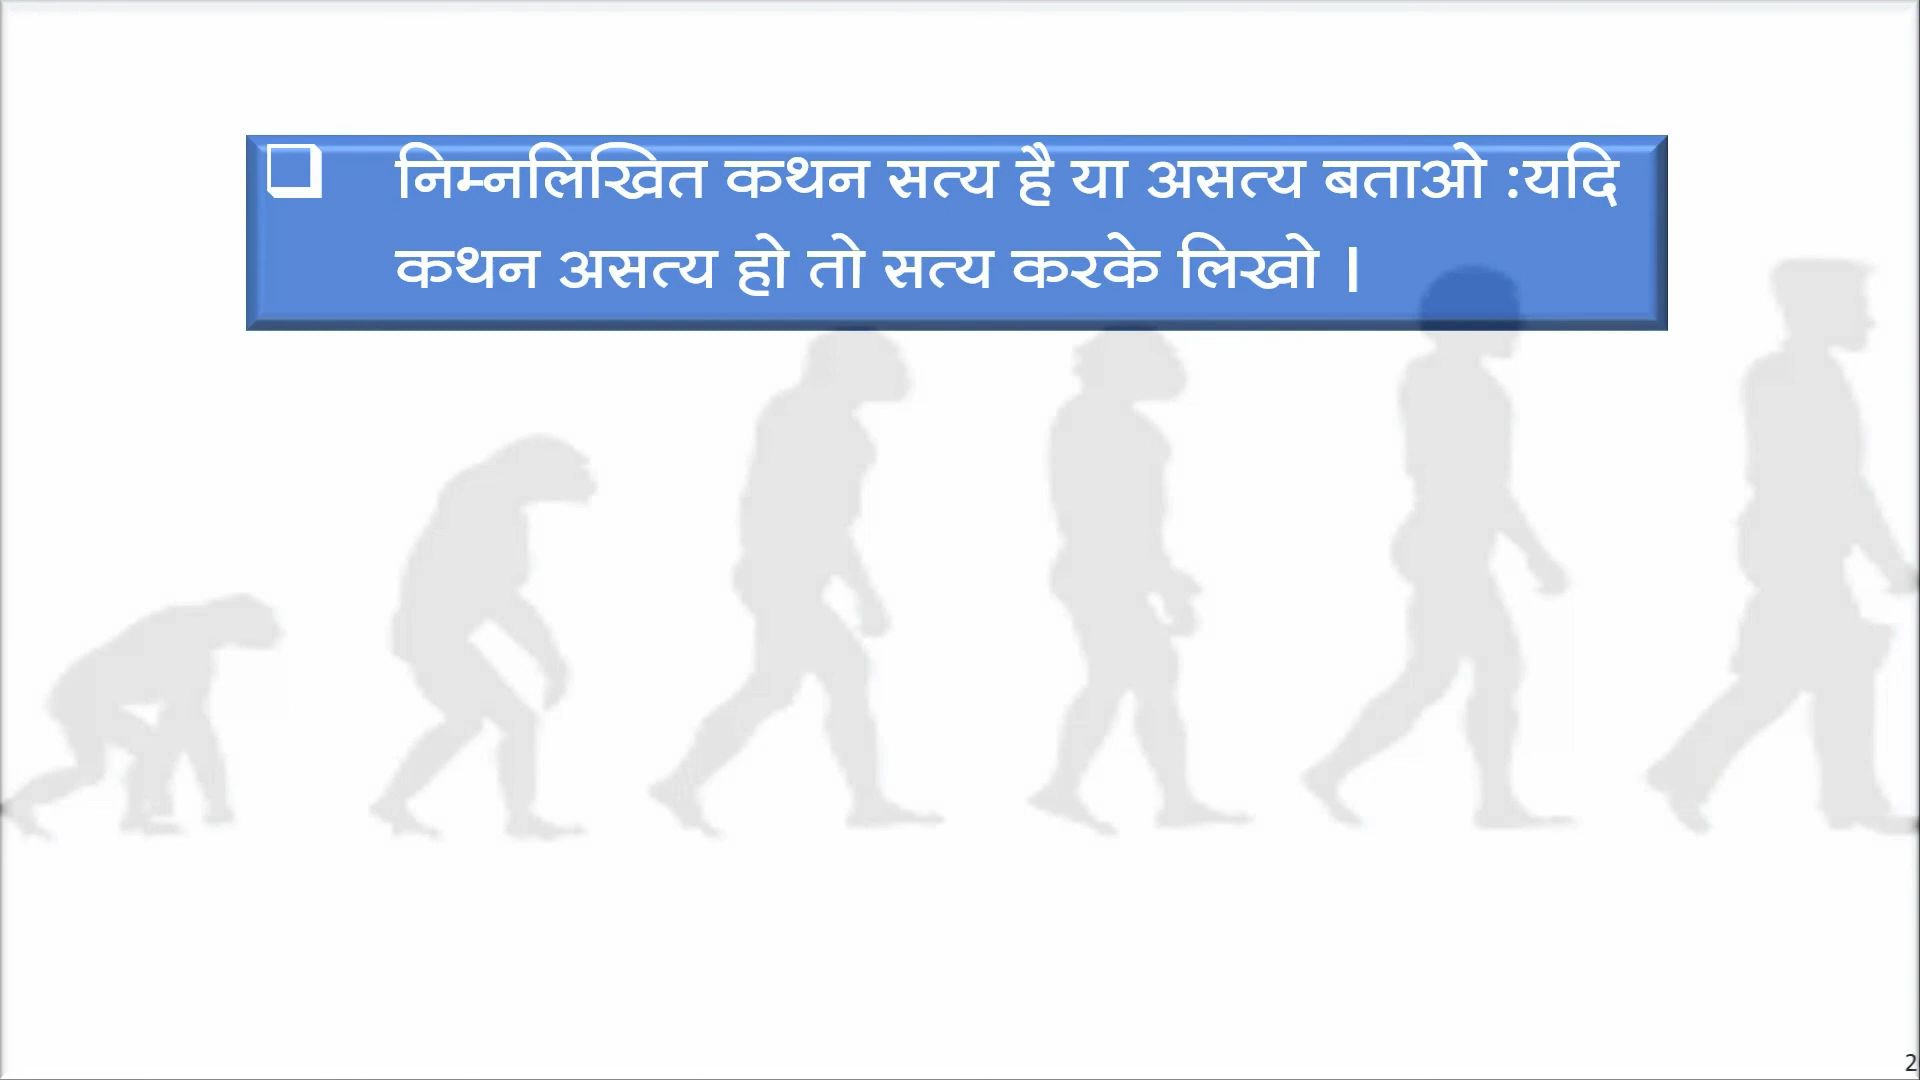 ❑ निम्नलिखित कथन सत्य है या असत्य बताओ :यदि
कथन असत्य हो तो सत्य करके लिखो ।
2